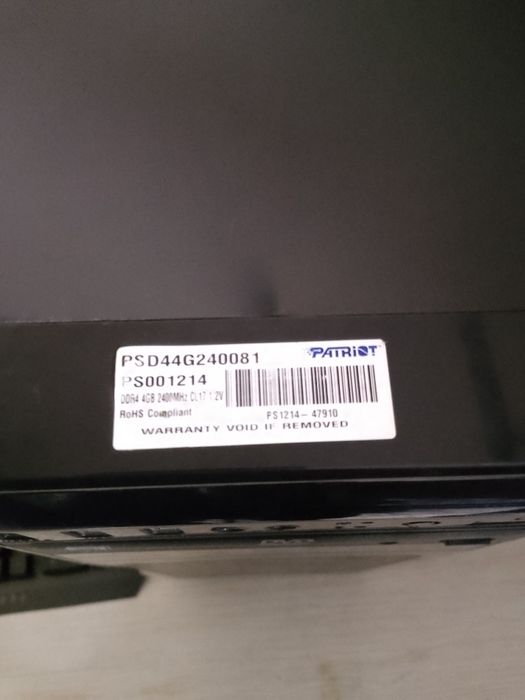 PSD44G240081
PATRIOT
PS001214
DDR4 4GB 2400MHz CL17 1.2V
RoHS Compliant
PS1214-47910
WARRANTY VOID IF REMOVED